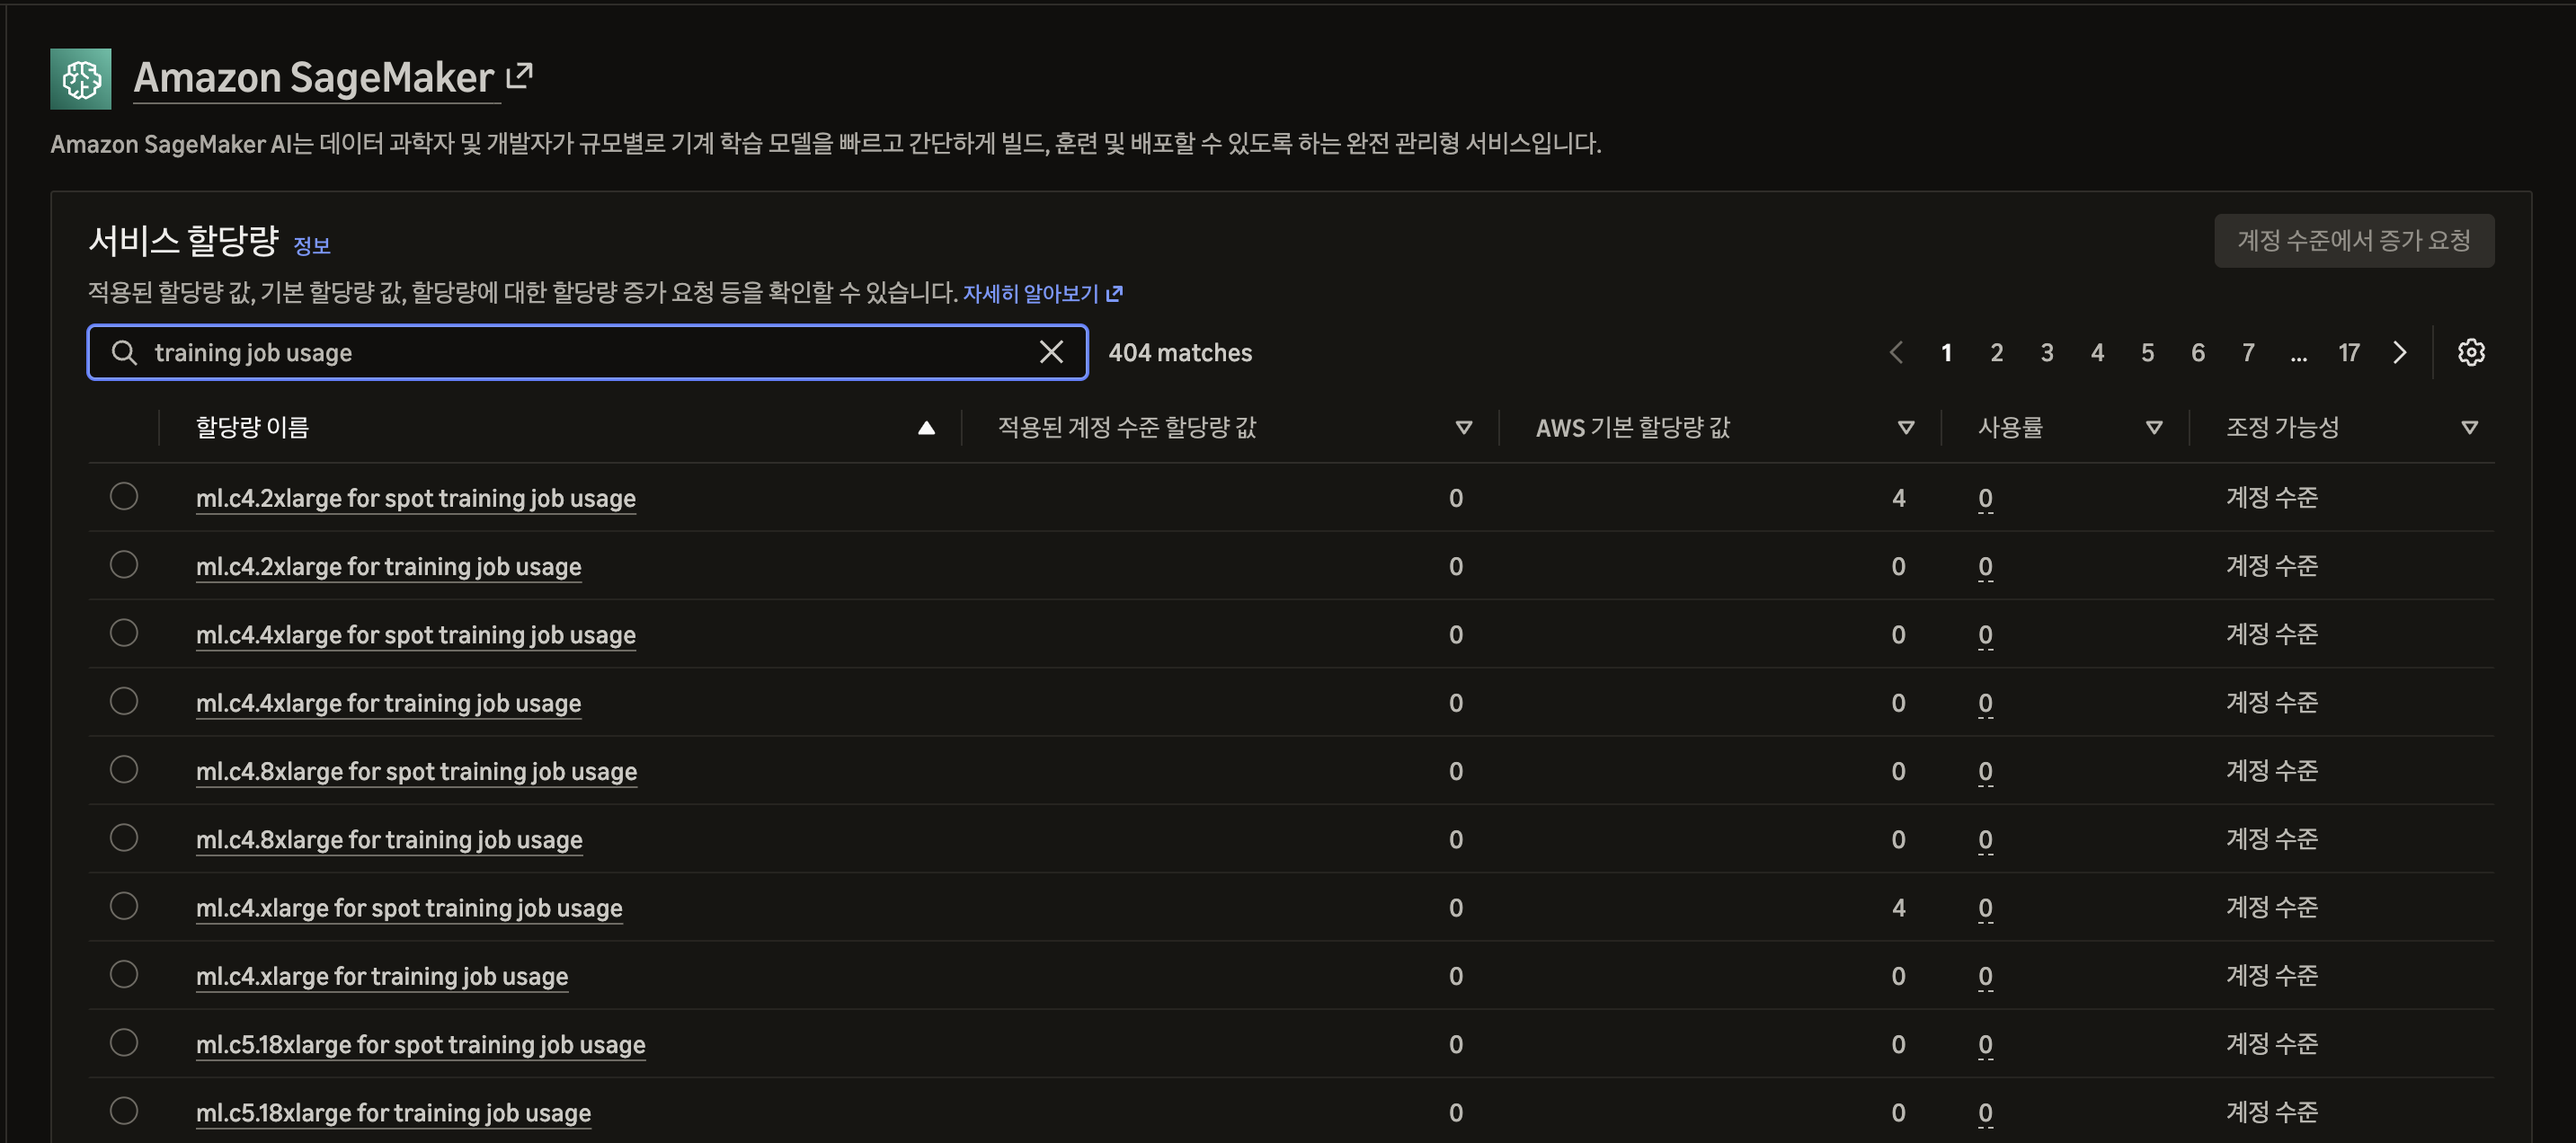 Amazon SageMaker
Amazon SageMaker AI는 데이터 과학자 및 개발자가 규모별로 기계 학습 모델을 빠르고 간단하게 빌드, 훈련 및 배포할 수 있도록 하는 완전 관리형 서비스입니다.
서비스 할당량 정보
계정 수준에서 증가 요청
적용된 할당량 값, 기본 할당량 값, 할당량에 대한 할당량 증가 요청 등을 확인할 수 있습니다. 자세히 알아보기
training job usage 404 matches 1 2 3 4 5 6 7 ... 17
할당량 이름 적용된 계정 수준 할당량 값 AWS 기본 할당량 값 사용률 조정 가능성
ml.c4.2xlarge for spot training job usage 0 4 0 계정 수준
ml.c4.2xlarge for training job usage 0 0 0 계정 수준
ml.c4.4xlarge for spot training job usage 0 0 0 계정 수준
ml.c4.4xlarge for training job usage 0 0 0 계정 수준
ml.c4.8xlarge for spot training job usage 0 0 0 계정 수준
ml.c4.8xlarge for training job usage 0 0 0 계정 수준
ml.c4.xlarge for spot training job usage 0 4 0 계정 수준
ml.c4.xlarge for training job usage 0 0 0 계정 수준
ml.c5.18xlarge for spot training job usage 0 0 0 계정 수준
ml.c5.18xlarge for training job usage 0 0 0 계정 수준